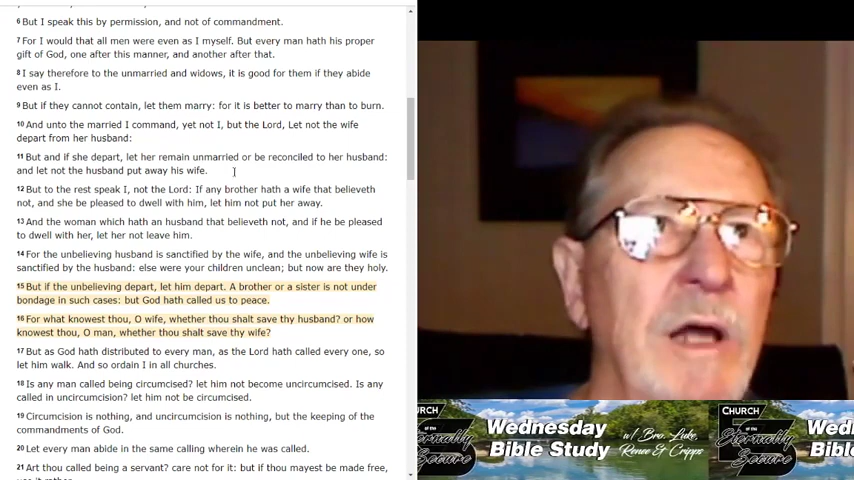 6 But I speak this by permission, and not of commandment.
7 For I would that all men were even as I myself. But every man hath his proper
gift of God, one after this manner, and another after that.
8 I say therefore to the unmarried and widows, it is good for them if they abide
even as I.
9 But if they cannot contain, let them marry: for it is better to marry than to burn.
10 And unto the married I command, yet not I, but the Lord, Let not the wife
depart from her husband:
11 But and if she depart, let her remain unmarried or be reconciled to her husband:
and let not the husband put away his wife.
12 But to the rest speak I, not the Lord: If any brother hath a wife that believeth
not, and she be pleased to dwell with him, let him not put her away.
13 And the woman which hath an husband that believeth not, and if he be pleased
to dwell with her, let her not leave him.
14 For the unbelieving husband is sanctified by the wife, and the unbelieving wife is
sanctified by the husband: else were your children unclean; but now are they holy.
15 But if the unbelieving depart, let him depart. A brother or a sister is not under
bondage in such cases: but God hath called us to peace.
16 For what knowest thou, O wife, whether thou shalt save thy husband? or how
knowest thou, O man, whether thou shalt save thy wife?
17 But as God hath distributed to every man, as the Lord hath called every one, so
let him walk. And so ordain I in all churches.
18 Is any man called being circumcised? let him not become uncircumcised. Is any
called in uncircumcision? let him not be circumcised.
19 Circumcision is nothing, and uncircumcision is nothing, but the keeping of the
commandments of God.
20 Let every man abide in the same calling wherein he was called.
21 Art thou called being a servant? care not for it: but if thou mayest be made free,
use it rather.
CHURCH
of the
Eternally
Secure
Wednesday
Bible Study
w/ Bro. Luke,
Renee & Cripps
CHURCH
of the
Eternally
Secure
Wed
Bibl